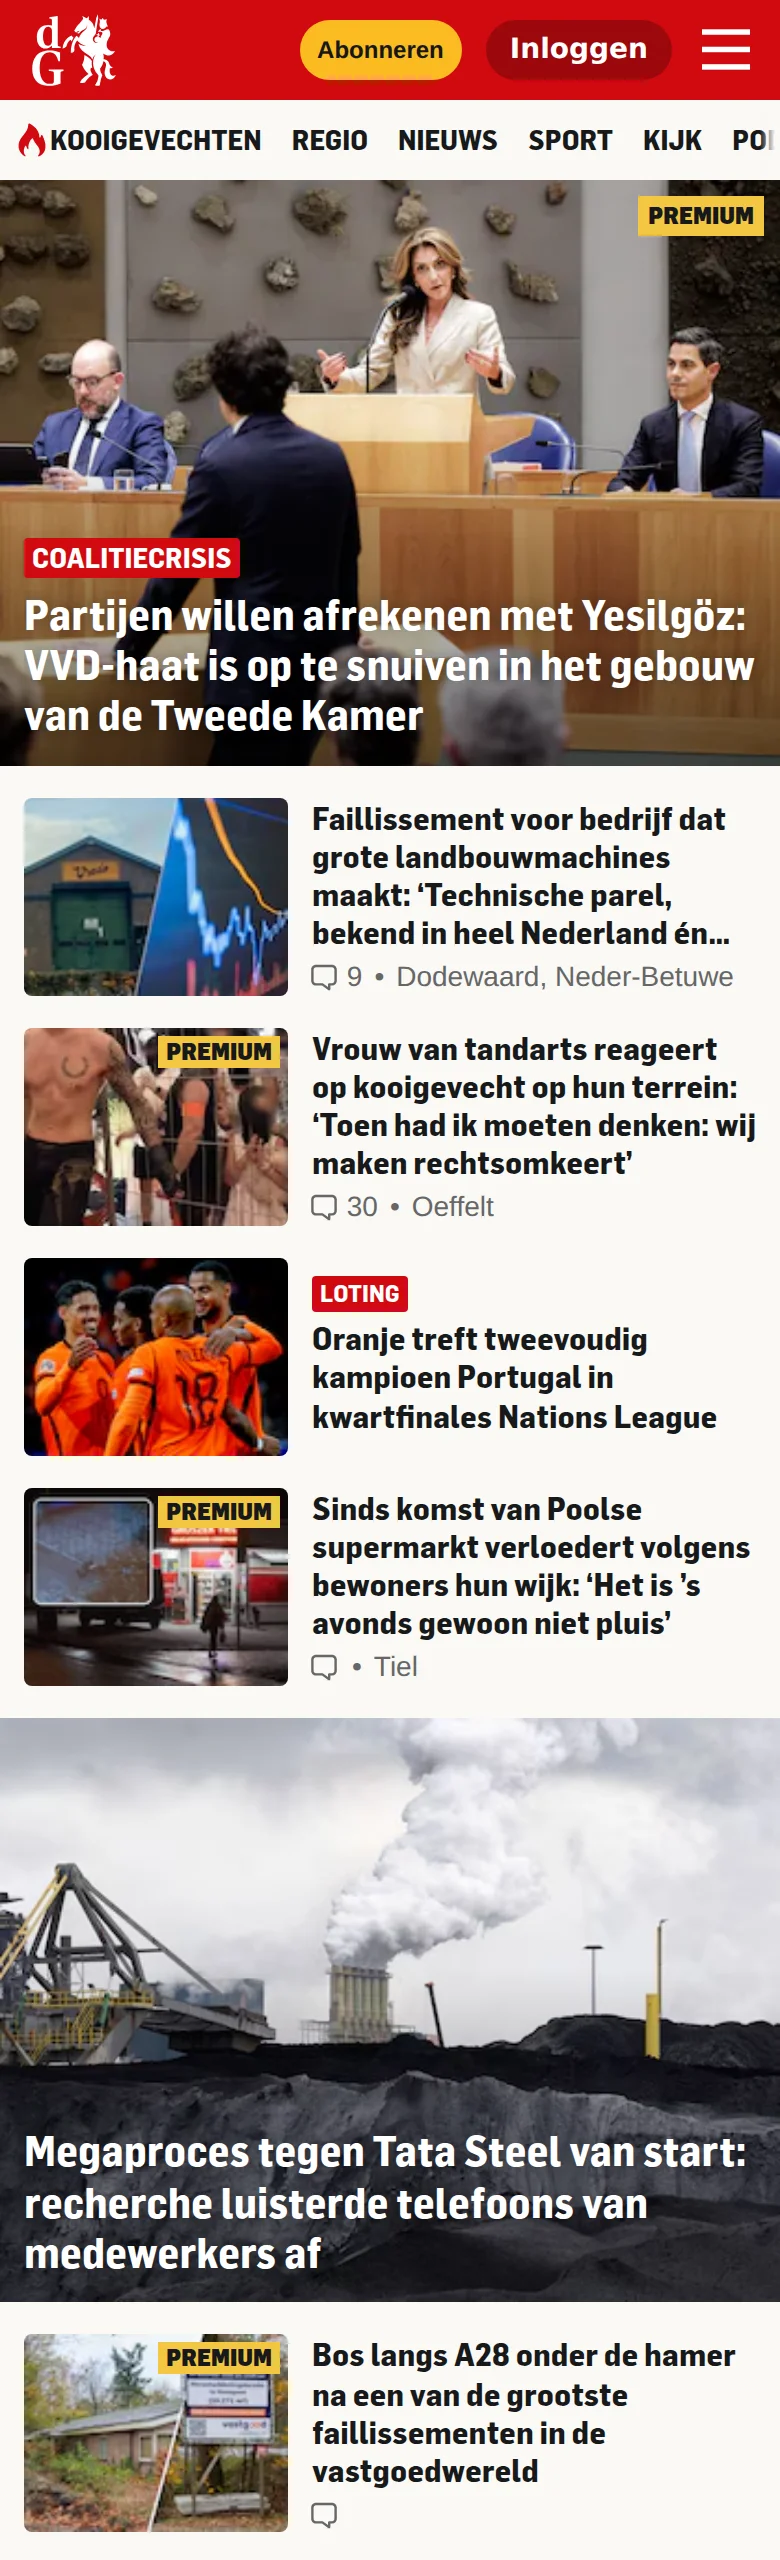 dG
Abonneren
Inloggen
KOOIGEVECHTEN REGIO NIEUWS SPORT KIJK
PREMIUM
COALITIECRISIS
Partijen willen afrekenen met Yesilgöz:
VVD-haat is op te snuiven in het gebouw
van de Tweede Kamer
Faillissement voor bedrijf dat
grote landbouwmachines
maakt: ‘Technische parel,
bekend in heel Nederland én...
9 • Dodewaard, Neder-Betuwe
PREMIUM
Vrouw van tandarts reageert
op kooigevecht op hun terrein:
‘Toen had ik moeten denken: wij
maken rechtsomkeert’
30 • Oeffelt
18
LOTING
Oranje treft tweevoudig
kampioen Portugal in
kwartfinales Nations League
PREMIUM
Sinds komst van Poolse
supermarkt verloedert volgens
bewoners hun wijk: ‘Het is ’s
avonds gewoon niet pluis’
• Tiel
Megaproces tegen Tata Steel van start:
recherche luisterde telefoons van
medewerkers af
PREMIUM
Bos langs A28 onder de hamer
na een van de grootste
faillissementen in de
vastgoedwereld